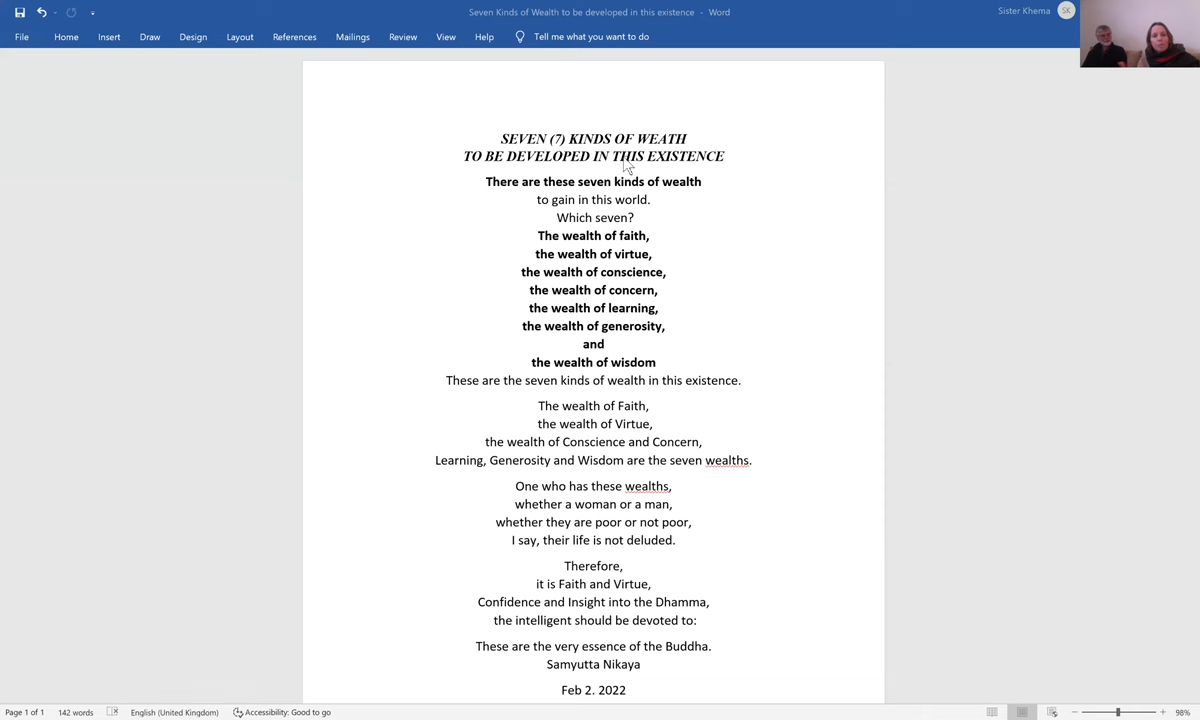 Seven Kinds of Wealth to be developed in this existence - Word
Sister Khema
SK
File Home Insert Draw Design Layout References Mailings Review View Help Tell me what you want to do
SEVEN (7) KINDS OF WEATH
TO BE DEVELOPED IN THIS EXISTENCE
There are these seven kinds of wealth
to gain in this world.
Which seven?
The wealth of faith,
the wealth of virtue,
the wealth of conscience,
the wealth of concern,
the wealth of learning,
the wealth of generosity,
and
the wealth of wisdom
These are the seven kinds of wealth in this existence.
The wealth of Faith,
the wealth of Virtue,
the wealth of Conscience and Concern,
Learning, Generosity and Wisdom are the seven wealths.
One who has these wealths,
whether a woman or a man,
whether they are poor or not poor,
I say, their life is not deluded.
Therefore,
it is Faith and Virtue,
Confidence and Insight into the Dhamma,
the intelligent should be devoted to:
These are the very essence of the Buddha.
Samyutta Nikaya
Feb 2. 2022
Page 1 of 1 142 words English (United Kingdom) Accessibility: Good to go 98%